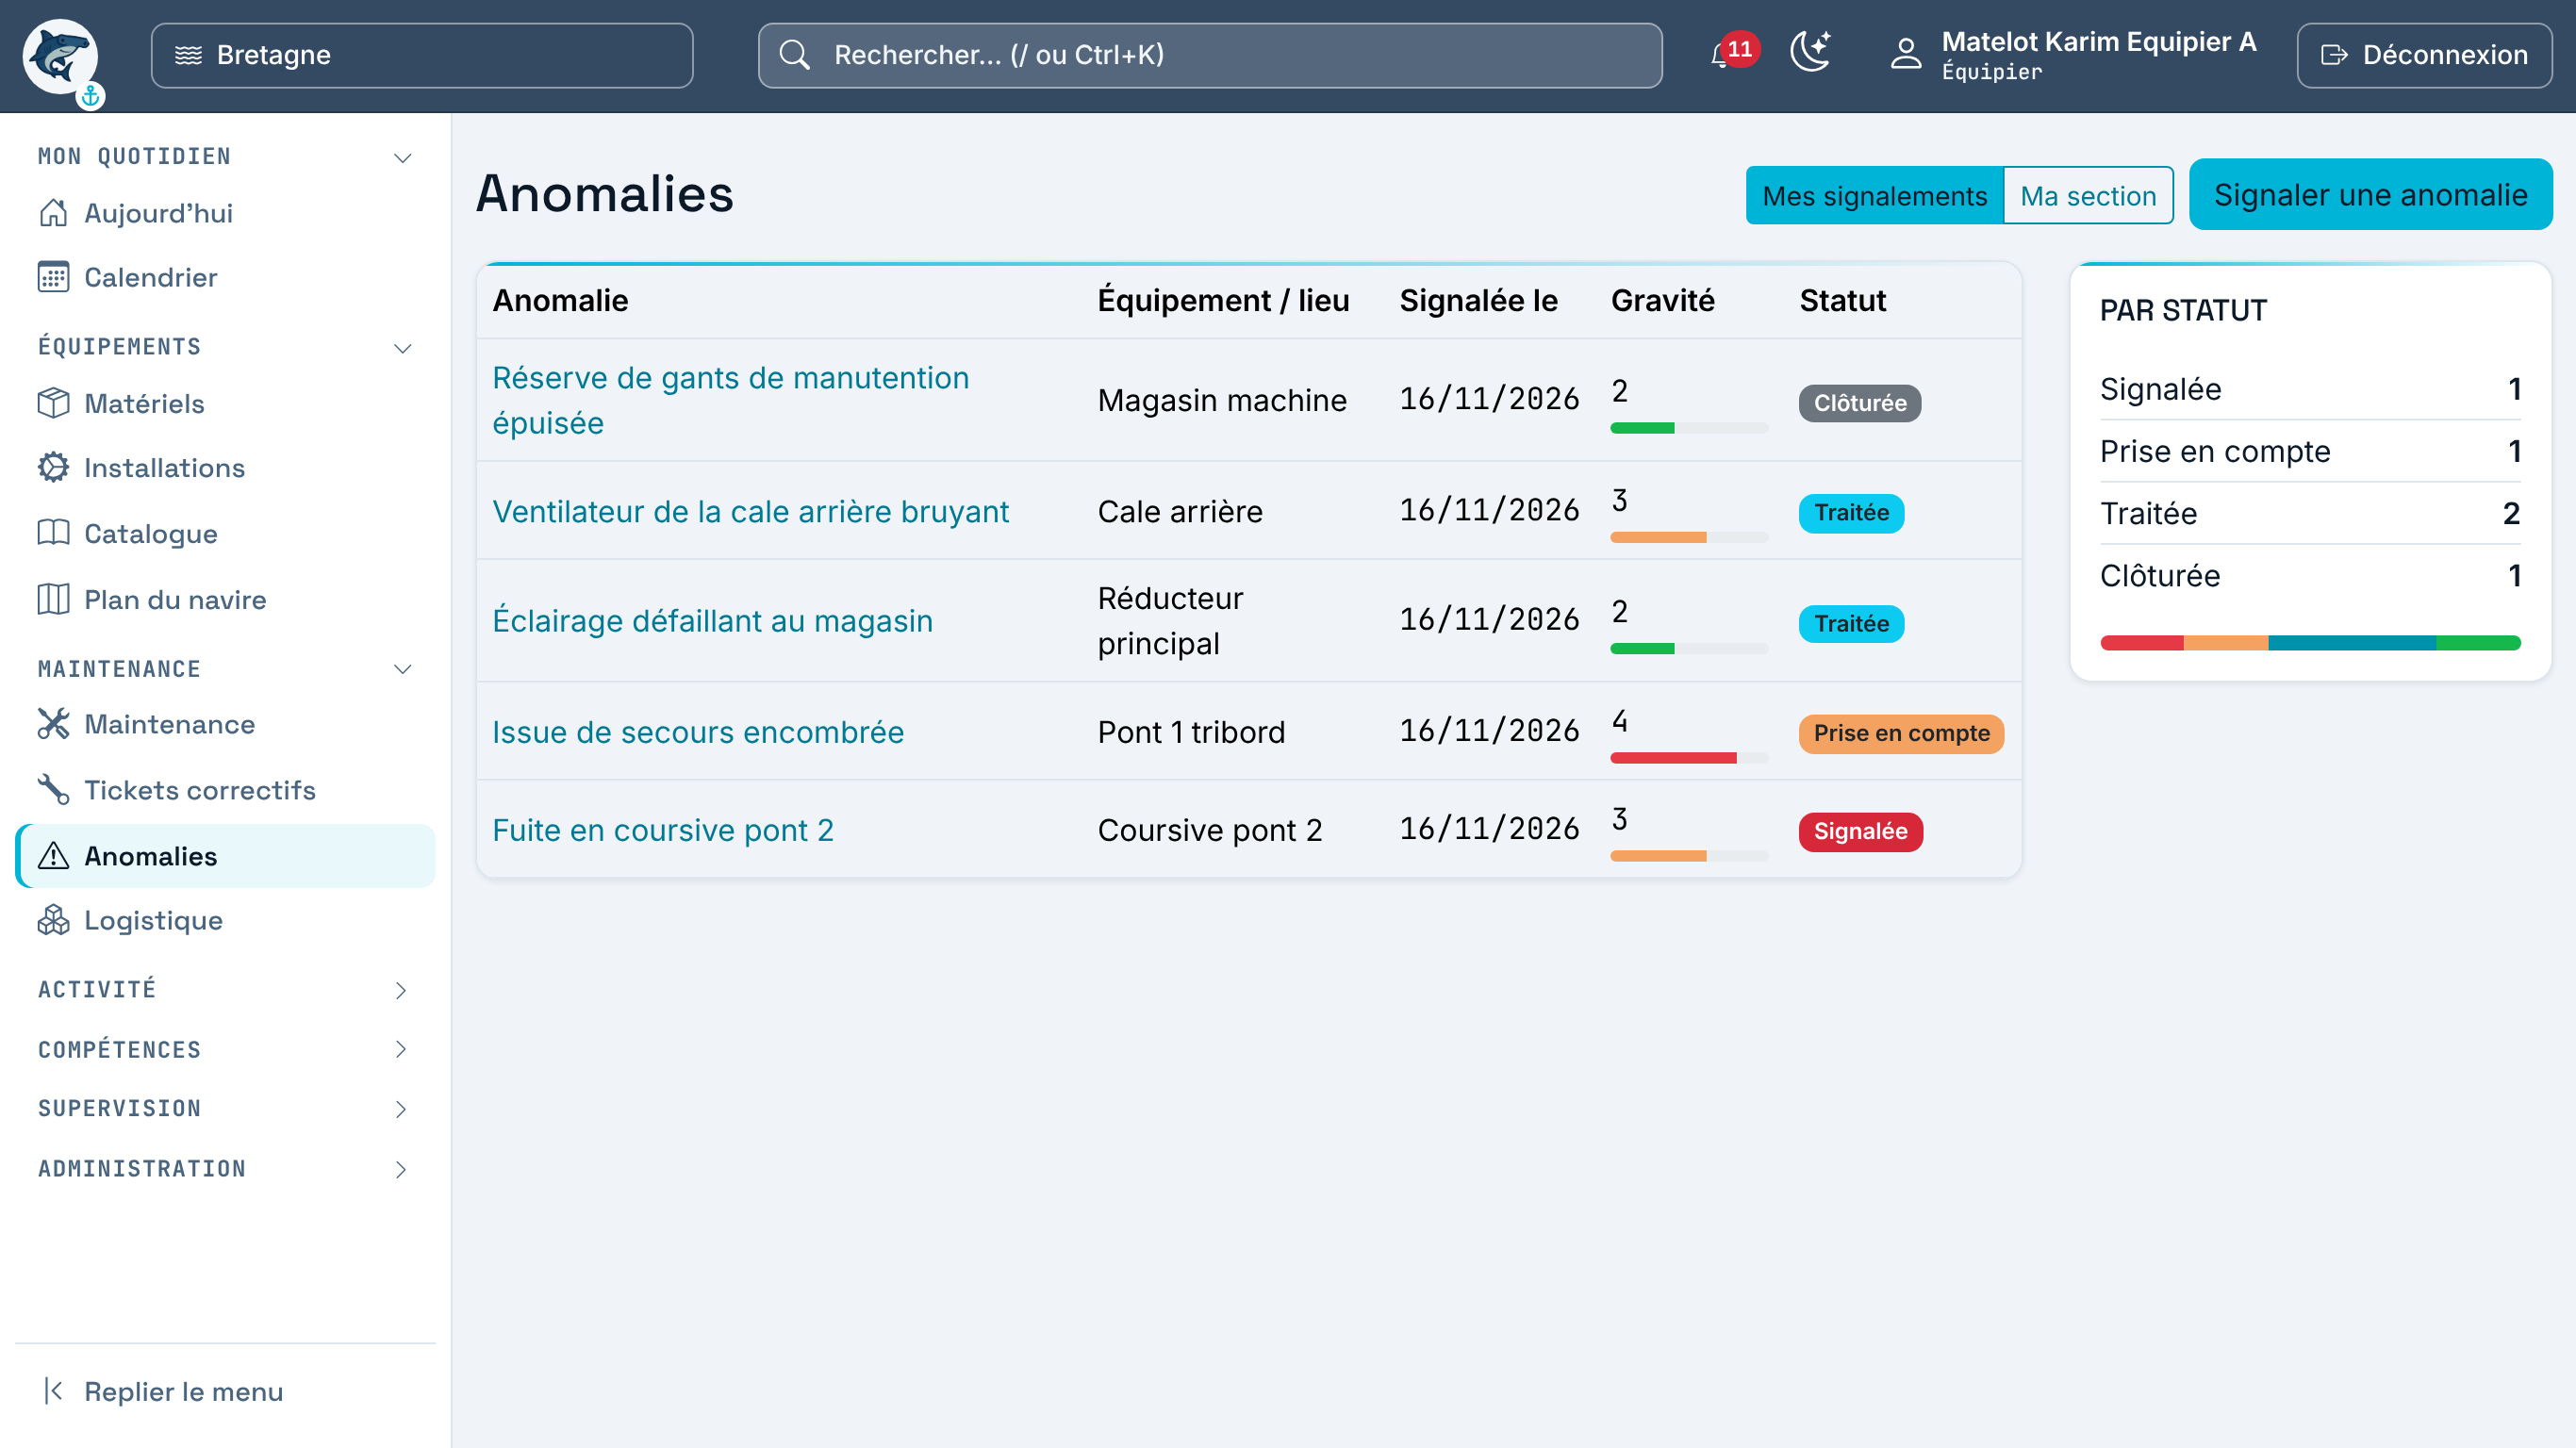 Bretagne
Rechercher... (/ ou Ctrl+K)
11
Matelot Karim Equipier A
Équipier
Déconnexion
MON QUOTIDIEN
Aujourd'hui
Calendrier
ÉQUIPEMENTS
Matériels
Installations
Catalogue
Plan du navire
MAINTENANCE
Maintenance
Tickets correctifs
Anomalies
Logistique
ACTIVITÉ
COMPÉTENCES
SUPERVISION
ADMINISTRATION
Replier le menu
Anomalies
Mes signalements
Ma section
Signaler une anomalie
Anomalie Équipement / lieu Signalée le Gravité Statut
Réserve de gants de manutention
épuisée
Magasin machine 16/11/2026 2 Clôturée
Ventilateur de la cale arrière bruyant Cale arrière 16/11/2026 3 Traitée
Éclairage défaillant au magasin
Réducteur
principal
16/11/2026 2 Traitée
Issue de secours encombrée Pont 1 tribord 16/11/2026 4 Prise en compte
Fuite en coursive pont 2 Coursive pont 2 16/11/2026 3 Signalée
PAR STATUT
Signalée 1
Prise en compte 1
Traitée 2
Clôturée 1